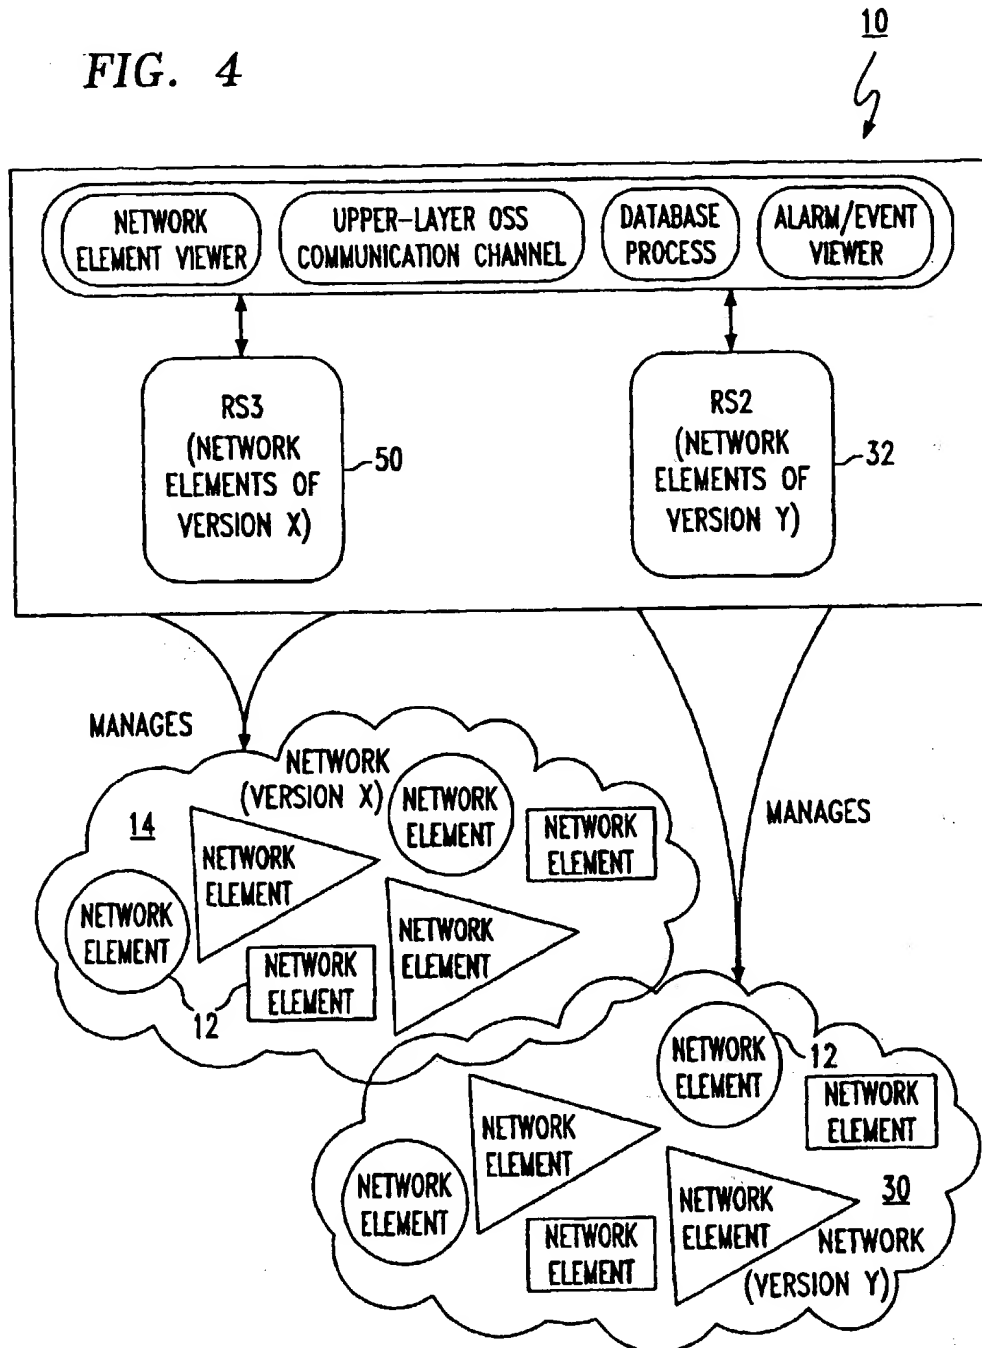 10
FIG. 4
NETWORK
ELEMENT VIEWER
UPPER-LAYER OSS
COMMUNICATION CHANNEL
DATABASE
PROCESS
ALARM/EVENT
VIEWER
RS3
(NETWORK
ELEMENTS OF
VERSION X)
50
RS2
(NETWORK
ELEMENTS OF
VERSION Y)
32
MANAGES
MANAGES
NETWORK
(VERSION X)
14
NETWORK
ELEMENT
NETWORK
ELEMENT
NETWORK
ELEMENT
NETWORK
ELEMENT
NETWORK
ELEMENT
NETWORK
ELEMENT
12
NETWORK
ELEMENT
12
NETWORK
ELEMENT
NETWORK
ELEMENT
NETWORK
ELEMENT
NETWORK
ELEMENT
NETWORK
ELEMENT
30
NETWORK
(VERSION Y)